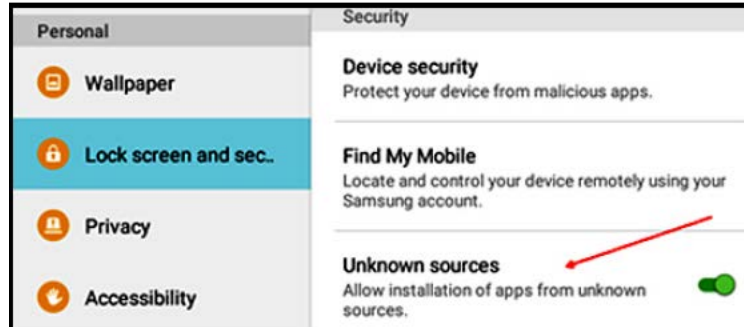 Personal
Wallpaper
Lock screen and sec..
Privacy
Accessibility
Security
Device security
Protect your device from malicious apps.
Find My Mobile
Locate and control your device remotely using your
Samsung account.
Unknown sources
Allow installation of apps from unknown
sources.